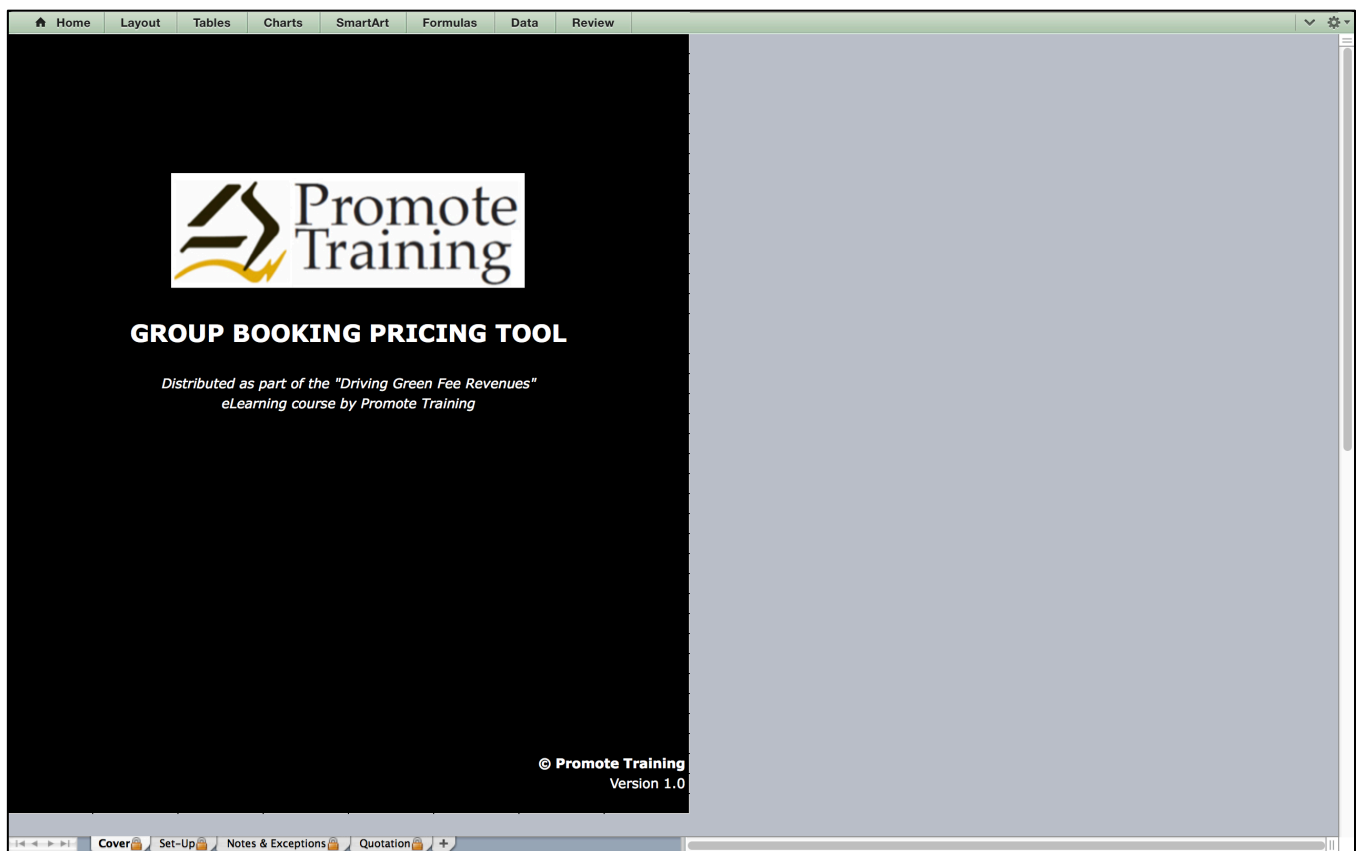 Home Layout Tables Charts SmartArt Formulas Data Review
Promote
Training
GROUP BOOKING PRICING TOOL
Distributed as part of the "Driving Green Fee Revenues"
eLearning course by Promote Training
© Promote Training
Version 1.0
Cover Set-Up Notes & Exceptions Quotation +